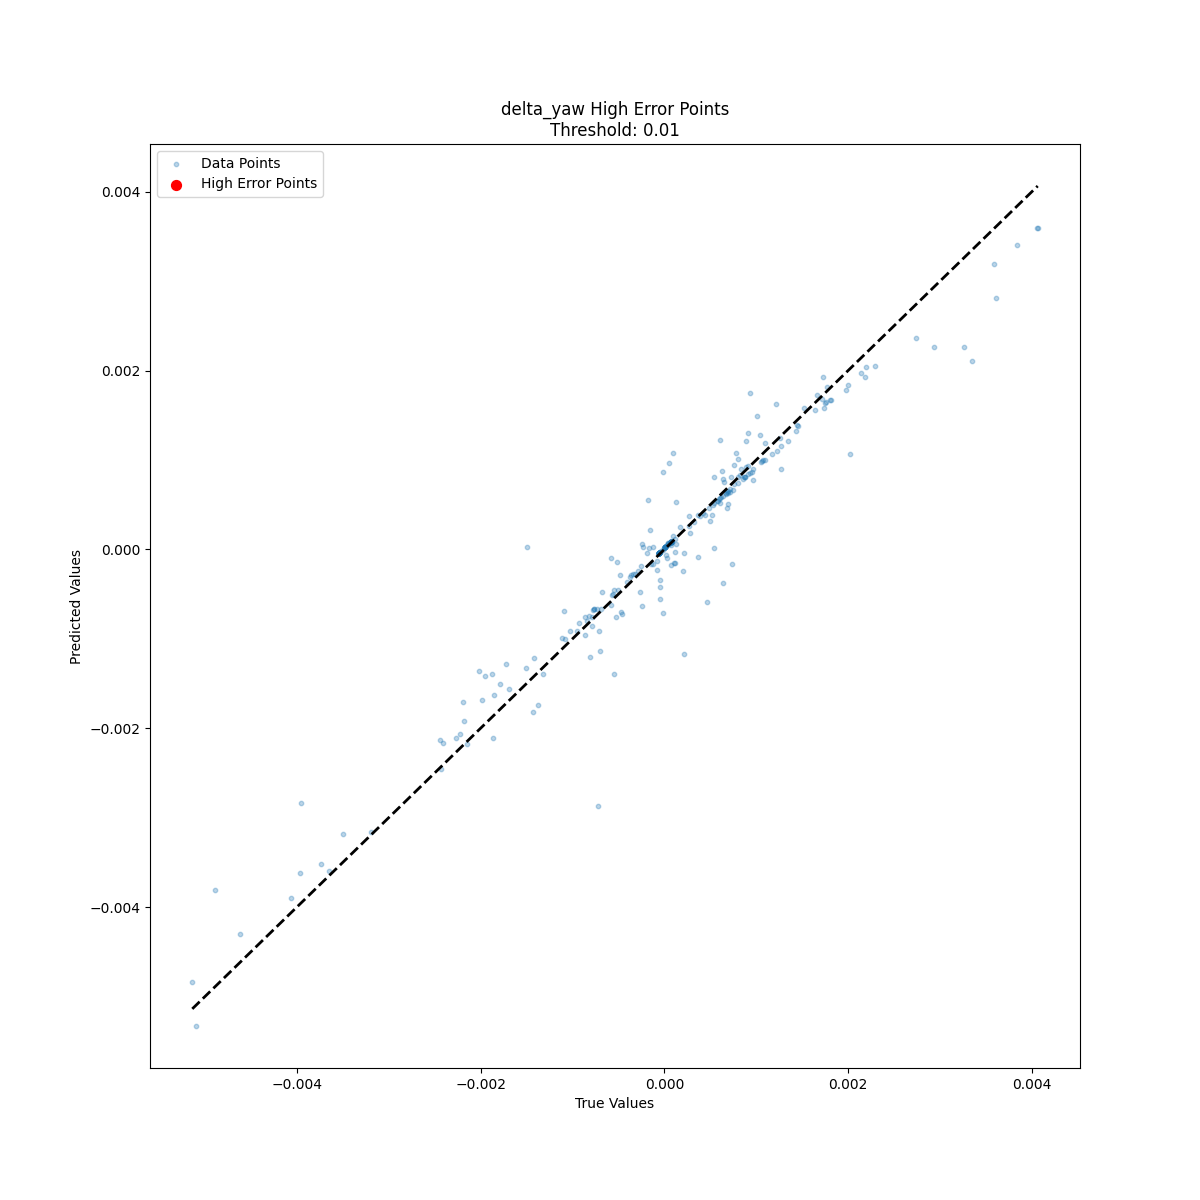 delta_yaw High Error Points
Threshold: 0.01
Data Points
High Error Points
0.004
0.002
0.000
−0.002
−0.004
Predicted Values
−0.004
−0.002
0.000
0.002
0.004
True Values